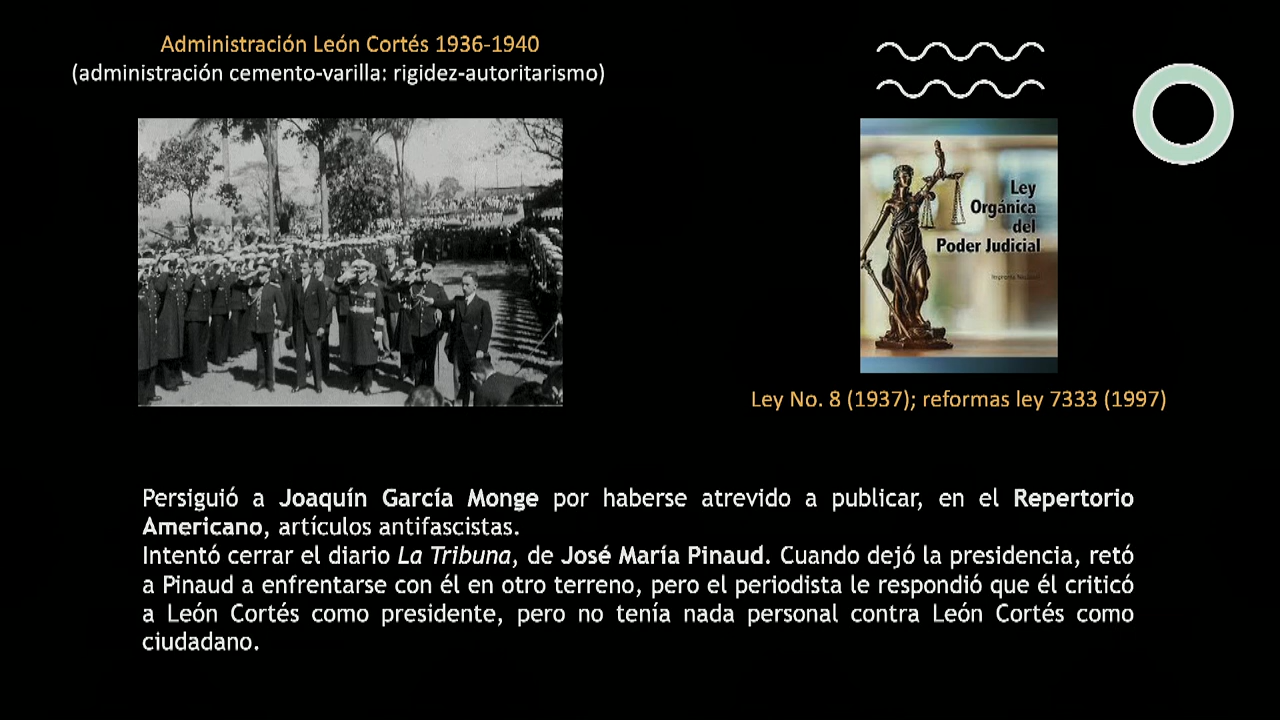 Administración León Cortés 1936-1940
(administración cemento-varilla: rigidez-autoritarismo)
Ley
Orgánica
del
Poder Judicial
Ley No. 8 (1937); reformas ley 7333 (1997)
Persiguió a Joaquín García Monge por haberse atrevido a publicar, en el Repertorio
Americano, artículos antifascistas.
Intentó cerrar el diario La Tribuna, de José María Pinaud. Cuando dejó la presidencia, retó
a Pinaud a enfrentarse con él en otro terreno, pero el periodista le respondió que él criticó
a León Cortés como presidente, pero no tenía nada personal contra León Cortés como
ciudadano.